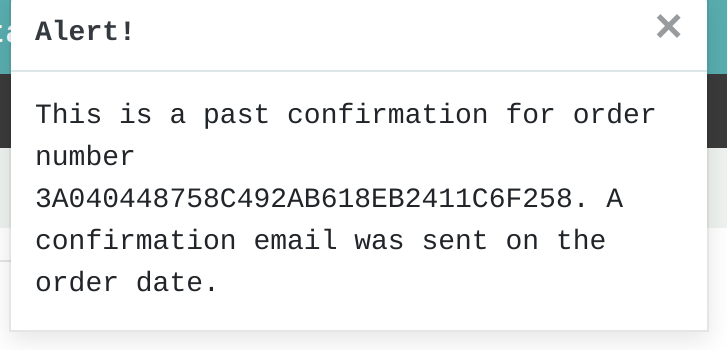 Alert!
This is a past confirmation for order
number
3A040448758C492AB618EB2411C6F258. A
confirmation email was sent on the
order date.